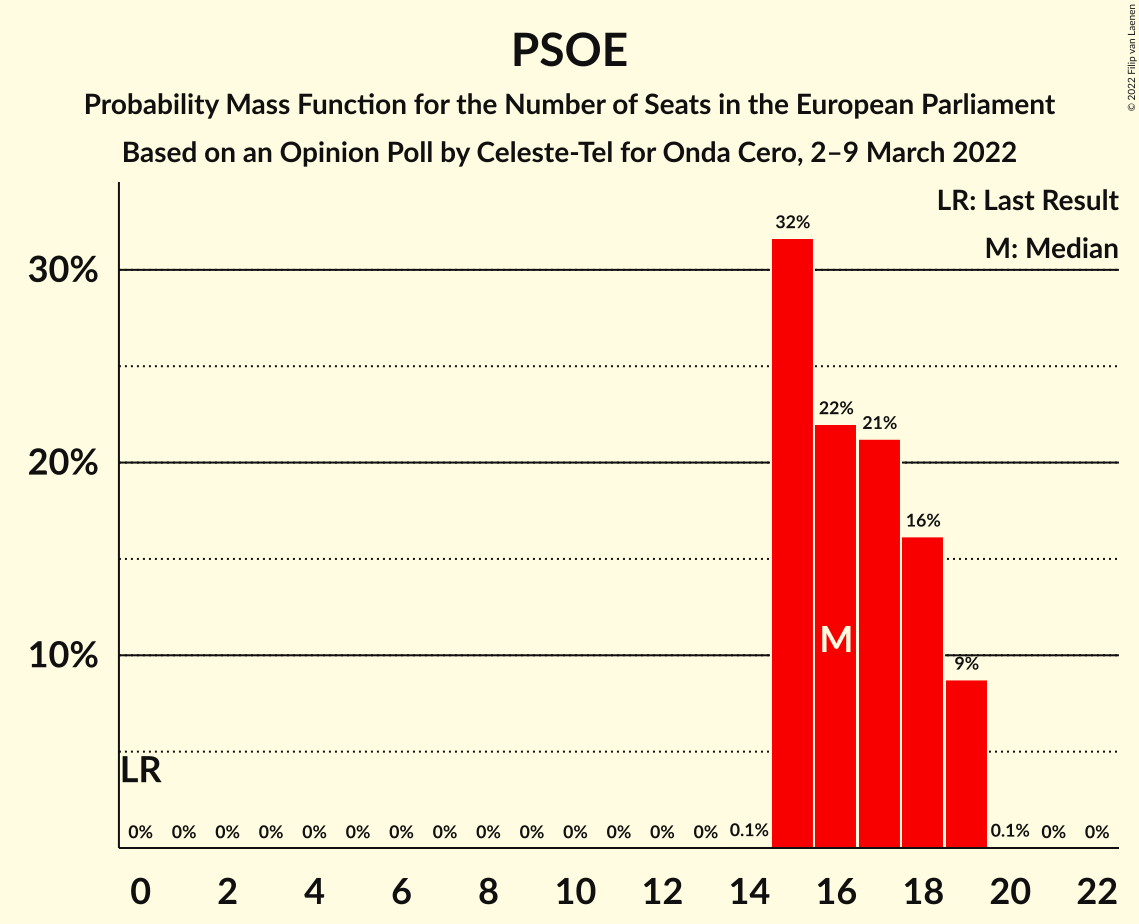 PSOE
Probability Mass Function for the Number of Seats in the European Parliament
Based on an Opinion Poll by Celeste-Tel for Onda Cero, 2–9 March 2022
© 2022 Filip van Laenen
LR: Last Result
M: Median
30%
20%
10%
32%
22%
21%
16%
M
9%
LR
0% 0% 0% 0% 0% 0% 0% 0% 0% 0% 0% 0% 0% 0% 0.1% 0.1% 0% 0%
0 2 4 6 8 10 12 14 16 18 20 22